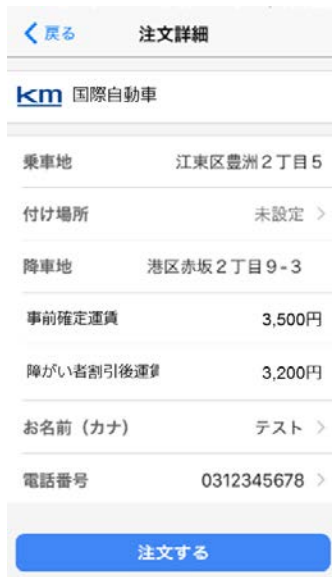 戻る 注文詳細
km 国際自動車
乗車地 江東区豊洲2丁目5
付け場所 未設定
降車地 港区赤坂2丁目9-3
事前確定運賃 3,500円
障がい者割引後運賃 3,200円
お名前（カナ） テスト
電話番号 0312345678
注文する